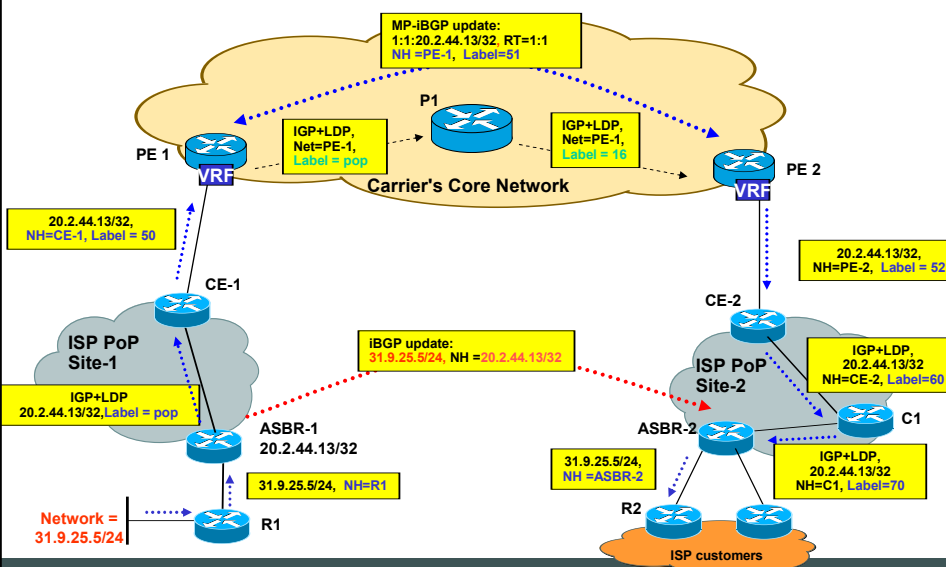 MP-iBGP update:
1:1:20.2.44.13/32, RT=1:1
NH =PE-1, Label=51
P1
IGP+LDP,
Net=PE-1,
Label = pop
IGP+LDP,
Net=PE-1,
Label = 16
PE 1
VRF
PE 2
VRF
Carrier's Core Network
20.2.44.13/32,
NH=CE-1, Label = 50
20.2.44.13/32,
NH=PE-2, Label = 52
CE-1
CE-2
ISP PoP
Site-1
iBGP update:
31.9.25.5/24, NH =20.2.44.13/32
ISP PoP
Site-2
IGP+LDP,
20.2.44.13/32
NH=CE-2, Label=60
IGP+LDP
20.2.44.13/32,Label = pop
C1
ASBR-1
20.2.44.13/32
ASBR-2
31.9.25.5/24,
NH =ASBR-2
IGP+LDP,
20.2.44.13/32
NH=C1, Label=70
31.9.25.5/24, NH=R1
Network =
31.9.25.5/24
R1
R2
ISP customers